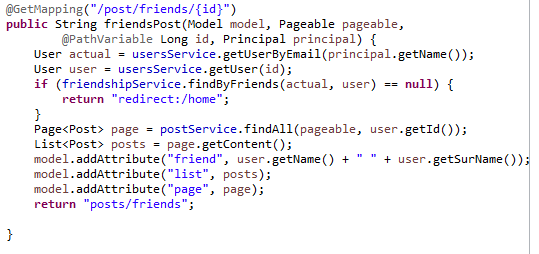 @GetMapping("/post/friends/{id}")
public String friendsPost(Model model, Pageable pageable,
        @PathVariable Long id, Principal principal) {
    User actual = usersService.getUserByEmail(principal.getName());
    User user = usersService.getUser(id);
    if (friendshipService.findByFriends(actual, user) == null) {
        return "redirect:/home";
    }
    Page<Post> page = postService.findAll(pageable, user.getId());
    List<Post> posts = page.getContent();
    model.addAttribute("friend", user.getName() + " " + user.getSurName());
    model.addAttribute("list", posts);
    model.addAttribute("page", page);
    return "posts/friends";

}